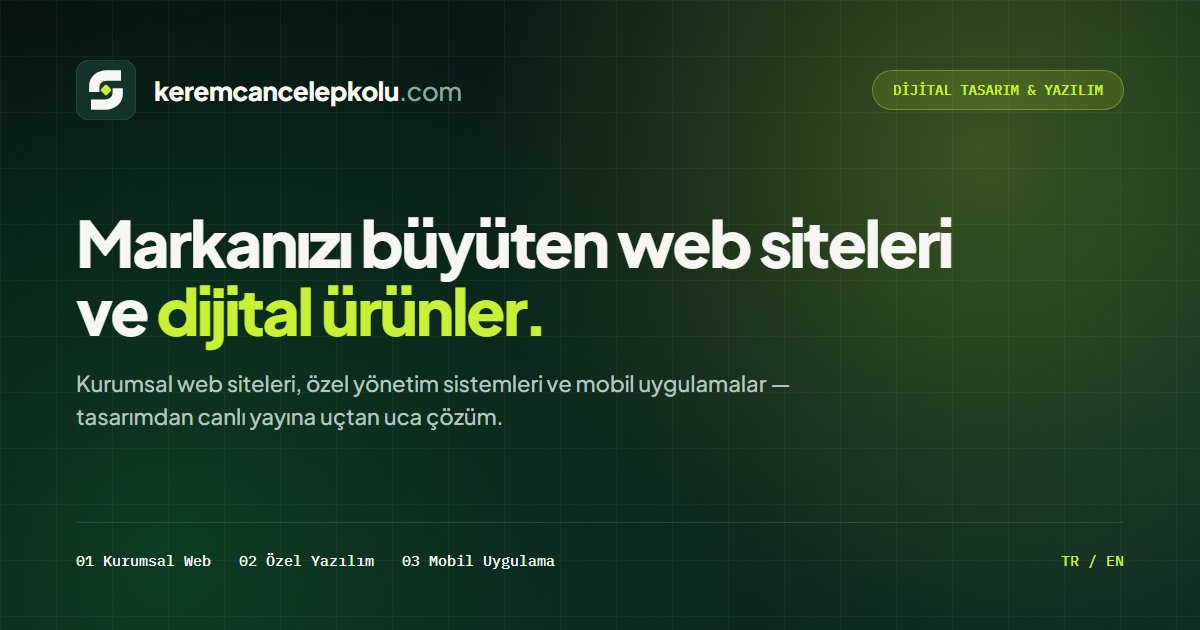 keremcancelepkolu.com
DİJİTAL TASARIM & YAZILIM
Markanızı büyüten web siteleri
ve dijital ürünler.
Kurumsal web siteleri, özel yönetim sistemleri ve mobil uygulamalar —
tasarımdan canlı yayına uçtan uca çözüm.
01 Kurumsal Web 02 Özel Yazılım 03 Mobil Uygulama
TR / EN